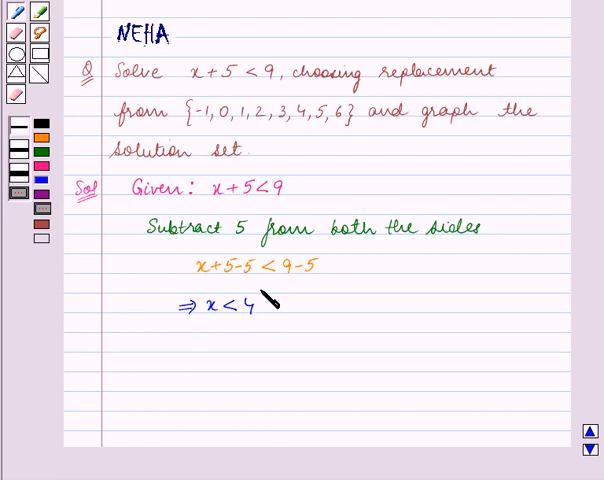 NEHA
Q Solve x + 5 < 9, choosing replacement
from {-1, 0, 1, 2, 3, 4, 5, 6} and graph the
solution set.
Sol Given: x + 5 < 9
Subtract 5 from both the sides
x + 5 - 5 < 9 - 5
⇒ x < 4